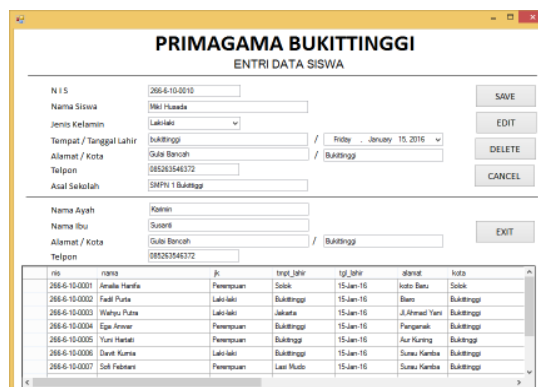 PRIMAGAMA BUKITTINGGI
ENTRI DATA SISWA
N I S 266-6-10-0010
SAVE
Nama Siswa Mikl Husada
Jenis Kelamin Laki-laki
EDIT
Tempat / Tanggal Lahir bukittinggi / Friday , January 15, 2016
Alamat / Kota Gulai Bancah / Bukittinggi
DELETE
Telpon 085263546372
CANCEL
Asal Sekolah SMPN 1 Bukittiggi
Nama Ayah Kaimin
Nama Ibu Susanti
EXIT
Alamat / Kota Gulai Bancah / Bukittinggi
Telpon 085263546372
nis nama jk tmpt_lahir tgl_lahir alamat kota
266-6-10-0001 Amalia Hanifa Perempuan Solok 15-Jan-16 koto Baru Solok
266-6-10-0002 Fadil Purta Laki-laki Bukittinggi 15-Jan-16 Biaro Bukittinggi
266-6-10-0003 Wahyu Putra Laki-laki Jakarta 15-Jan-16 Jl.Ahmad Yani Bukittinggi
266-6-10-0004 Ega Anwar Laki-laki Bukittinggi 15-Jan-16 Panganak Bukittinggi
266-6-10-0005 Yuni Hartati Perempuan Bukitnggi 15-Jan-16 Aur Kuning Bukittinggi
266-6-10-0006 Davit Kurnia Laki-laki Bukittinggi 15-Jan-16 Surau Kamba Bukittinggi
266-6-10-0007 Sofi Febriani Perempuan Lasi Mudo 15-Jan-16 Surau Kamba Bukittinggi